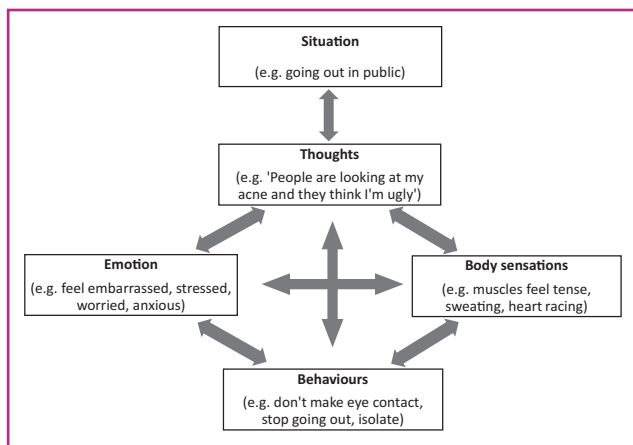 Situation
(e.g. going out in public)
Thoughts
(e.g. 'People are looking at my
acne and they think I'm ugly')
Emotion
(e.g. feel embarrassed, stressed,
worried, anxious)
Body sensations
(e.g. muscles feel tense,
sweating, heart racing)
Behaviours
(e.g. don't make eye contact,
stop going out, isolate)